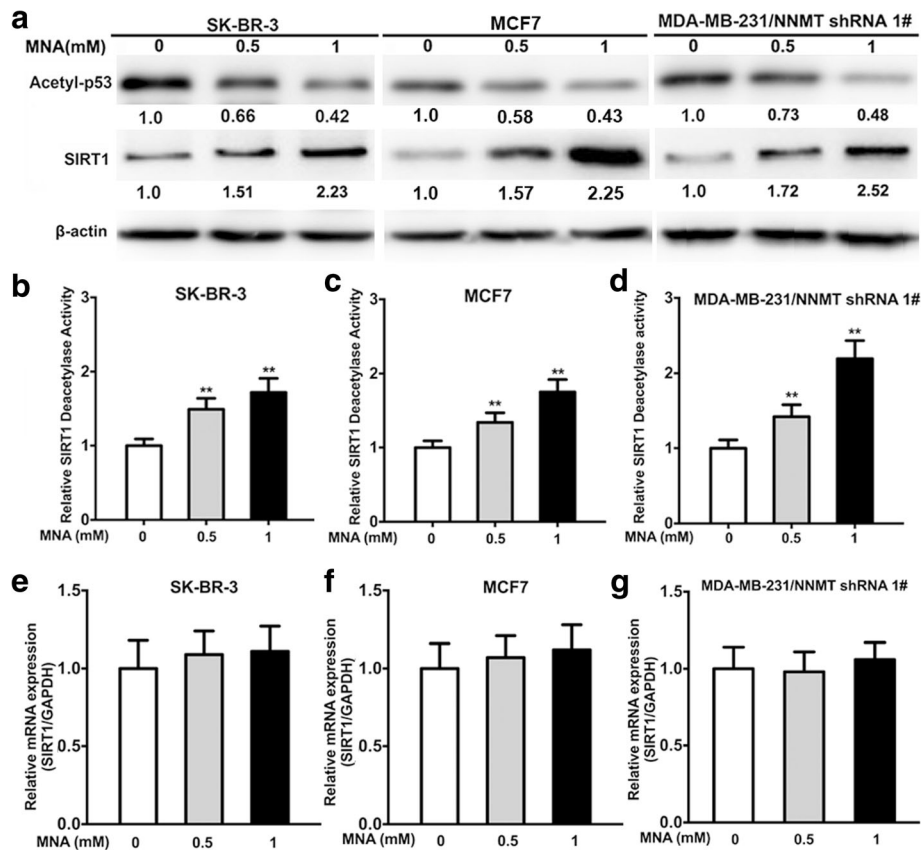 a
SK-BR-3 MCF7 MDA-MB-231/NNMT shRNA 1#
MNA(mM) 0 0.5 1 0 0.5 1 0 0.5 1
Acetyl-p53
1.0 0.66 0.42 1.0 0.58 0.43 1.0 0.73 0.48
SIRT1
1.0 1.51 2.23 1.0 1.57 2.25 1.0 1.72 2.52
β-actin
b
SK-BR-3
Relative SIRT1 Deacetylase Activity
3
2
1
0
** **
MNA (mM) 0 0.5 1
c
MCF7
Relative SIRT1 Deacetylase Activity
3
2
1
0
** **
MNA (mM) 0 0.5 1
d
MDA-MB-231/NNMT shRNA 1#
Relative SIRT1 Deacetylase activity
3
2
1
0
** **
MNA (mM) 0 0.5 1
e
SK-BR-3
Relative mRNA expression
(SIRT1/GAPDH)
1.5
1.0
0.5
0.0
MNA (mM) 0 0.5 1
f
MCF7
Relative mRNA expression
(SIRT1/GAPDH)
1.5
1.0
0.5
0.0
MNA (mM) 0 0.5 1
g
MDA-MB-231/NNMT shRNA 1#
Relative mRNA expression
(SIRT1/GAPDH)
1.5
1.0
0.5
0.0
MNA (mM) 0 0.5 1